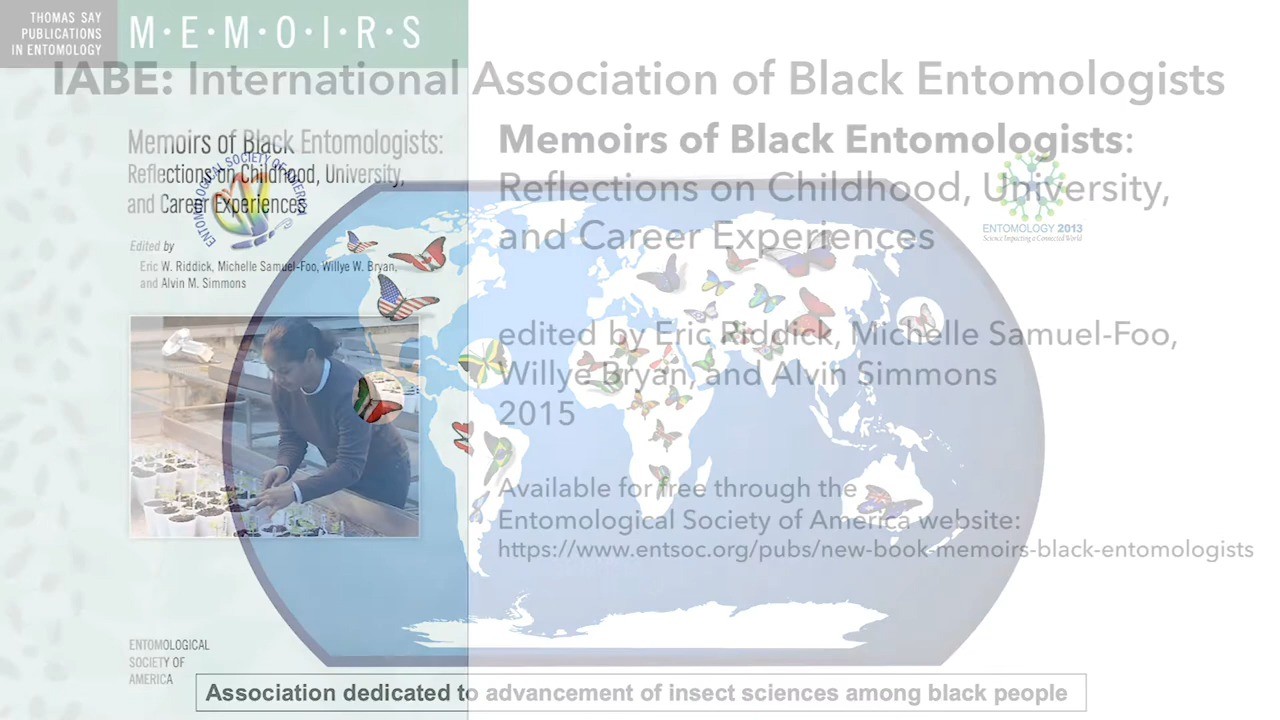 THOMAS SAY
PUBLICATIONS
IN ENTOMOLOGY
M·E·M·O·I·R·S
IABE: International Association of Black Entomologists
Memoirs of Black Entomologists:
Reflections on Childhood, University,
and Career Experiences
Edited by
Eric W. Riddick, Michelle Samuel-Foo, Willye W. Bryan,
and Alvin M. Simmons
ENTOMOLOGICAL SOCIETY OF AMERICA
ENTOMOLOGICAL
SOCIETY OF
AMERICA
Memoirs of Black Entomologists:
Reflections on Childhood, University,
and Career Experiences
ENTOMOLOGY 2013
Science Impacting a Connected World
edited by Eric Riddick, Michelle Samuel-Foo,
Willye Bryan, and Alvin Simmons
2015
Available for free through the
Entomological Society of America website:
https://www.entsoc.org/pubs/new-book-memoirs-black-entomologists
Association dedicated to advancement of insect sciences among black people